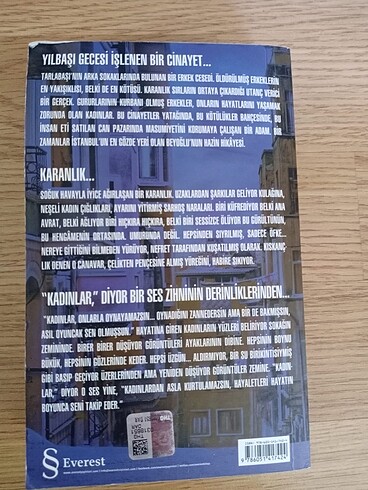 YILBAŞI GECESİ İŞLENEN BİR CİNAYET...
TARLABAŞI'NIN ARKA SOKAKLARINDA BULUNAN BİR ERKEK CESEDİ. ÖLDÜRÜLMÜŞ ERKEKLERİN
EN YAKIŞIKLISI, BELKİ DE EN KÖTÜSÜ. KARANLIK SIRLARIN ORTAYA ÇIKARDIĞI UTANÇ VERİCİ
BİR GERÇEK. GURURLARININ KURBANI OLMUŞ ERKEKLER, ONLARIN HAYATLARINI YAŞAMAK
ZORUNDA OLAN KADINLAR. BU CİNAYETLER YATAĞINDA, BU KÖTÜLÜKLER BAHÇESİNDE, BU
İNSAN ETİ SATILAN CAN PAZARINDA MASUMİYETİNİ KORUMAYA ÇALIŞAN BİR ADAM. BİR
ZAMANLAR İSTANBUL'UN EN GÖZDE YERİ OLAN BEYOĞLU'NUN HAZİN HİKÂYESİ.
KARANLIK...
SOĞUK HAVAYLA İYİCE AĞIRLAŞAN BİR KARANLIK. UZAKLARDAN ŞARKILAR GELİYOR KULAĞINA,
NEŞELİ KADIN ÇIĞLIKLARI, AYARINI YİTİRMİŞ SARHOŞ NARALARI. BİRİ KÜFREDİYOR BELKİ ANA
AVRAT, BELKİ AĞLIYOR BİRİ HIÇKIRA HIÇKIRA, BELKİ BİRİ SESSİZCE ÖLÜYOR BU GÜRÜLTÜNÜN,
BU HENGÂMENİN ORTASINDA. UMURUNDA DEĞİL. HEPSİNDEN SIYRILMIŞ, SADECE ÖFKE...
NEREYE GİTTİĞİNİ BİLMEDEN YÜRÜYOR, NEFRET TARAFINDAN KUŞATILMIŞ OLARAK. KISKANÇ-
LIK DENEN O CANAVAR, ÇELİKTEN PENÇESİNE ALMIŞ YÜREĞİNİ, HABİRE SIKIYOR.
"KADINLAR," DİYOR BİR SES ZİHNİNİN DERİNLİKLERİNDEN...
"KADINLAR, ONLARLA OYNAYAMAZSIN... OYNADIĞINI ZANNEDERSİN AMA BİR DE BAKMIŞSIN,
ASIL OYUNCAK SEN OLMUŞSUN." HAYATINA GİREN KADINLARIN YÜZLERİ BELİRİYOR SOKAĞIN
ZEMİNİNDE. BİRER BİRER DÜŞÜYOR GÖRÜNTÜLERİ AYAKLARININ DİBİNE. HEPSİNİN BOYNU
BÜKÜK, HEPSİNİN GÖZLERİNDE KEDER. HEPSİ ÜZGÜN... ALDIRMIYOR, BİR SU BİRİKİNTİSİYMİŞ
GİBİ BASIP GEÇİYOR ÜZERLERİNDEN AMA YENİDEN DÜŞÜYOR GÖRÜNTÜLER ZEMİNE. "KADIN-
LAR," DİYOR O SES YİNE, "KADINLARDAN ASLA KURTULAMAZSIN, HAYALETLERİ HAYATIN
BOYUNCA SENİ TAKİP EDER."
Everest
9 786051 417424